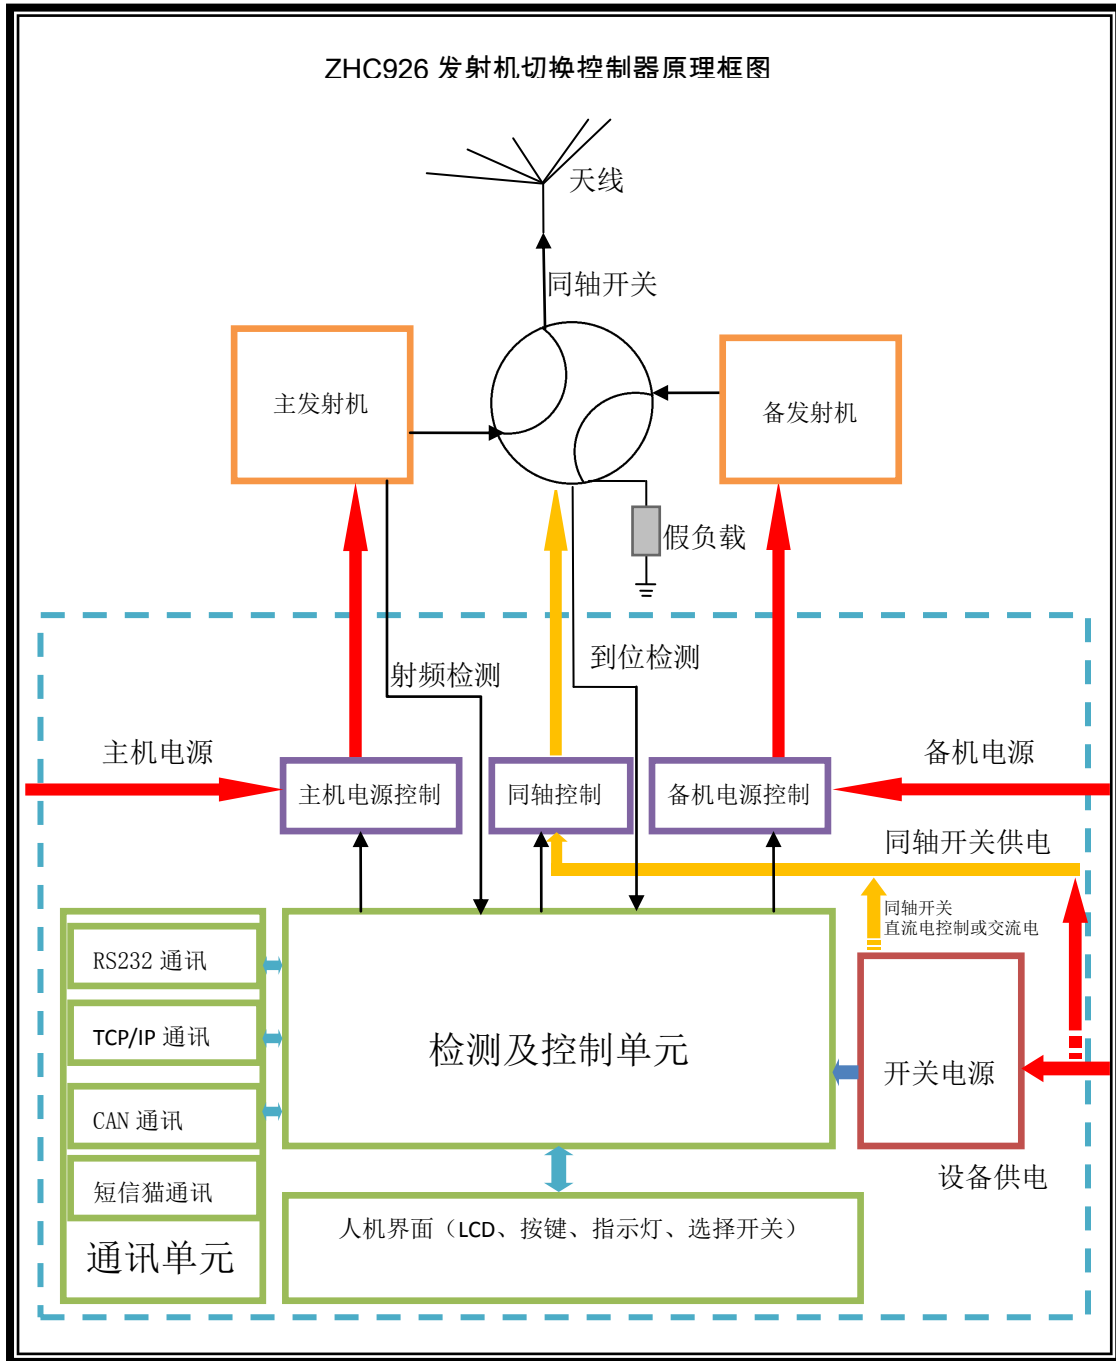 ZHC926 发射机切换控制器原理框图
天线
同轴开关
主发射机
备发射机
假负载
射频检测
到位检测
主机电源
备机电源
主机电源控制
同轴控制
备机电源控制
同轴开关供电
同轴开关
直流电控制或交流电
RS232 通讯
TCP/IP 通讯
CAN 通讯
短信猫通讯
通讯单元
检测及控制单元
开关电源
设备供电
人机界面（LCD、按键、指示灯、选择开关）